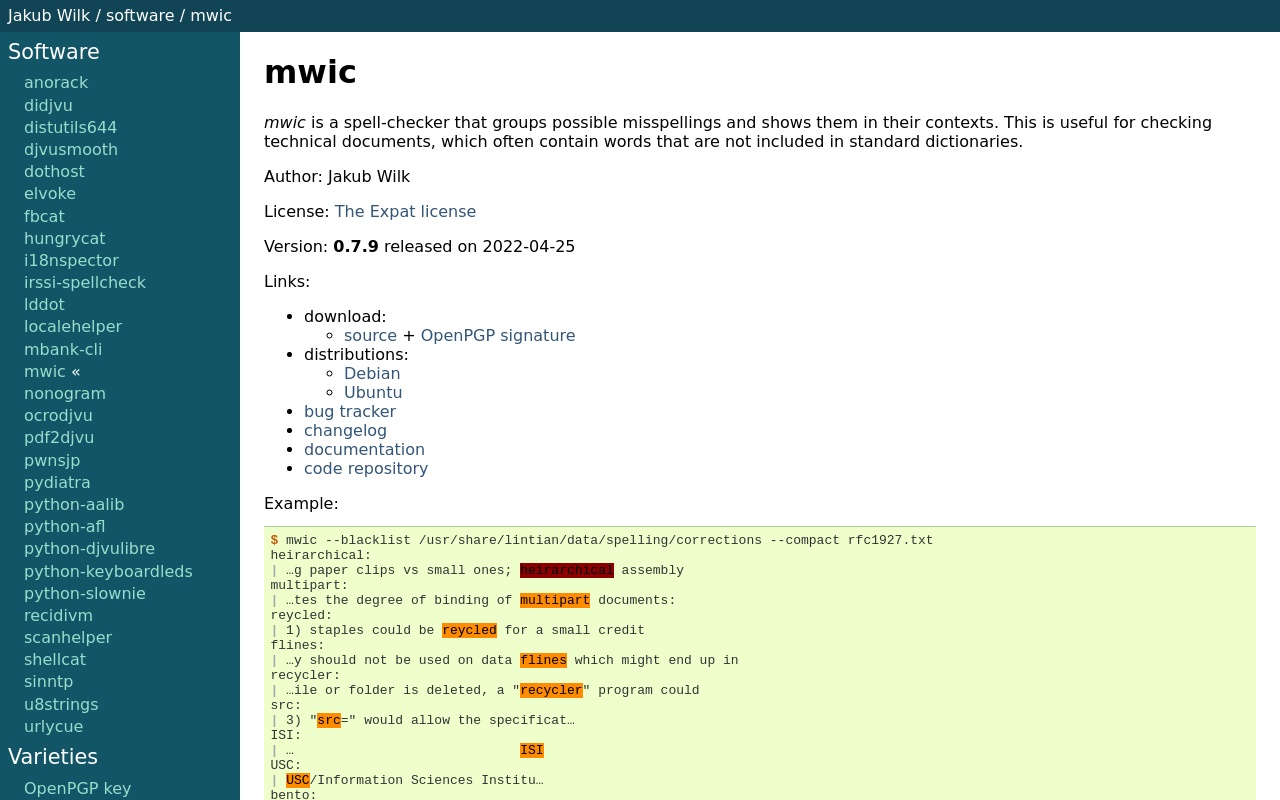 Jakub Wilk / software / mwic
Software
anorack
didjvu
distutils644
djvusmooth
dothost
elvoke
fbcat
hungrycat
i18nspector
irssi-spellcheck
lddot
localehelper
mbank-cli
mwic «
nonogram
ocrodjvu
pdf2djvu
pwnsjp
pydiatra
python-aalib
python-afl
python-djvulibre
python-keyboardleds
python-slownie
recidivm
scanhelper
shellcat
sinntp
u8strings
urlycue
Varieties
OpenPGP key
mwic
mwic is a spell-checker that groups possible misspellings and shows them in their contexts. This is useful for checking
technical documents, which often contain words that are not included in standard dictionaries.
Author: Jakub Wilk
License: The Expat license
Version: 0.7.9 released on 2022-04-25
Links:
• download:
◦ source + OpenPGP signature
• distributions:
◦ Debian
◦ Ubuntu
• bug tracker
• changelog
• documentation
• code repository
Example:
$ mwic --blacklist /usr/share/lintian/data/spelling/corrections --compact rfc1927.txt
heirarchical:
| …g paper clips vs small ones; heirarchical assembly
multipart:
| …tes the degree of binding of multipart documents:
reycled:
| 1) staples could be reycled for a small credit
flines:
| …y should not be used on data flines which might end up in
recycler:
| …ile or folder is deleted, a "recycler" program could
src:
| 3) "src=" would allow the specificat…
ISI:
| … ISI
USC:
| USC/Information Sciences Institu…
bento: